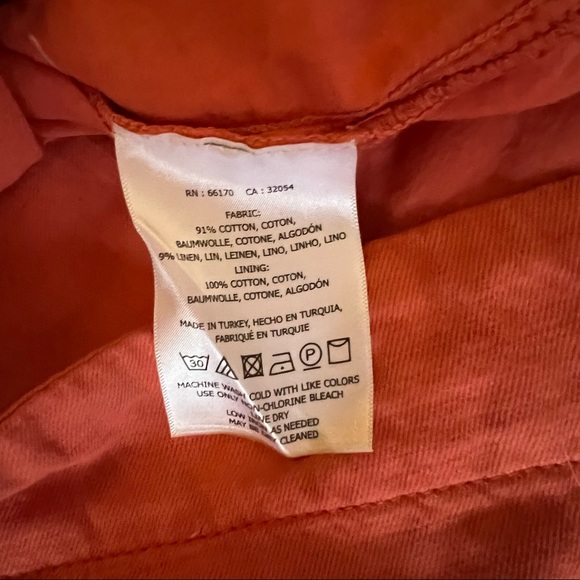 RN : 66170 CA : 32054
FABRIC:
91% COTTON, COTON,
BAUMWOLLE, COTONE, ALGODÓN
9% LINEN, LIN, LEINEN, LINO, LINHO, LINO
LINING:
100% COTTON, COTON,
BAUMWOLLE, COTONE, ALGODÓN
MADE IN TURKEY, HECHO EN TURQUIA,
FABRIQUÉ EN TURQUIE
30 P
MACHINE WASH COLD WITH LIKE COLORS
USE ONLY NON-CHLORINE BLEACH
LOW DRY
MAY BE AS NEEDED
CLEANED